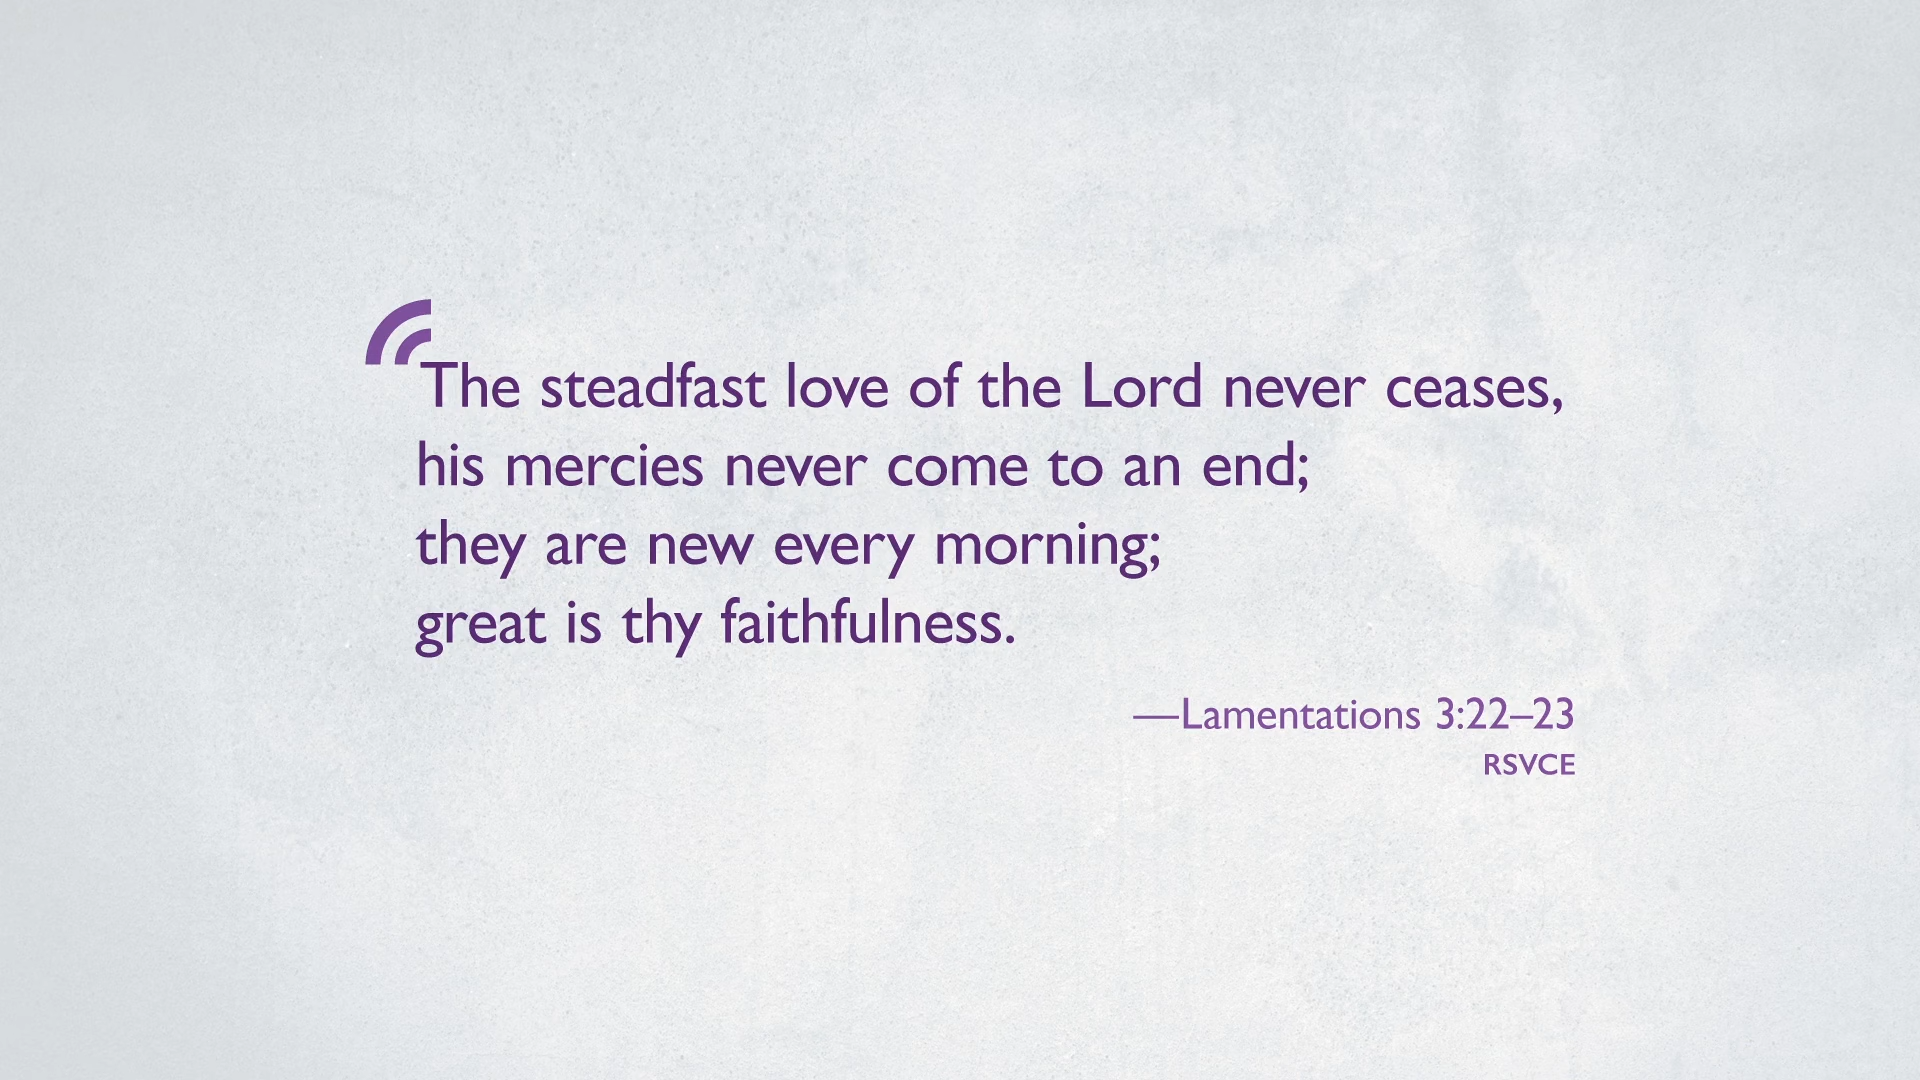 The steadfast love of the Lord never ceases,
his mercies never come to an end;
they are new every morning;
great is thy faithfulness.
—Lamentations 3:22–23
RSVCE